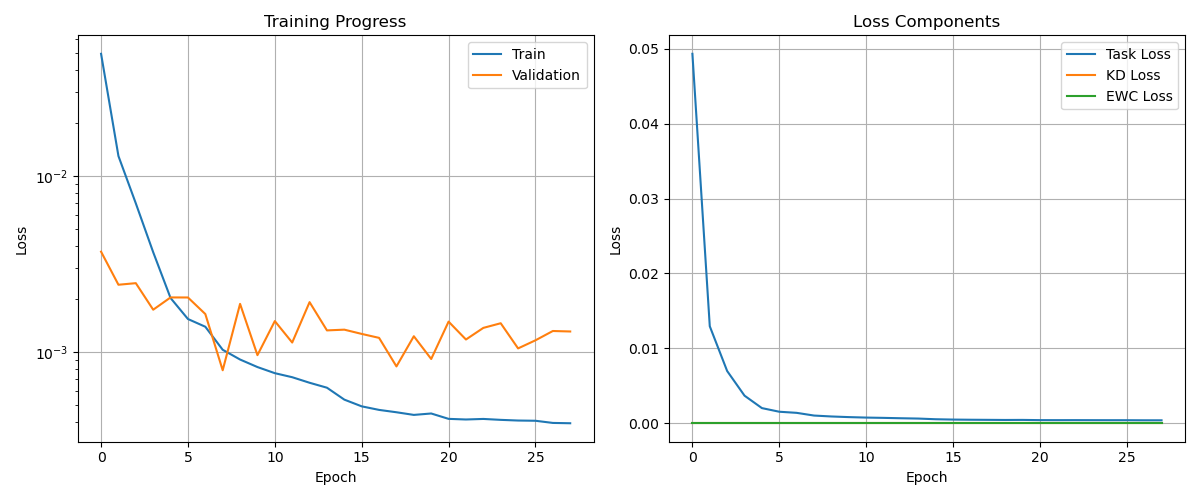 Training Progress
Loss
10⁻²
10⁻³
0 5 10 15 20 25
Epoch
Train
Validation
Loss Components
Loss
0.05
0.04
0.03
0.02
0.01
0.00
0 5 10 15 20 25
Epoch
Task Loss
KD Loss
EWC Loss